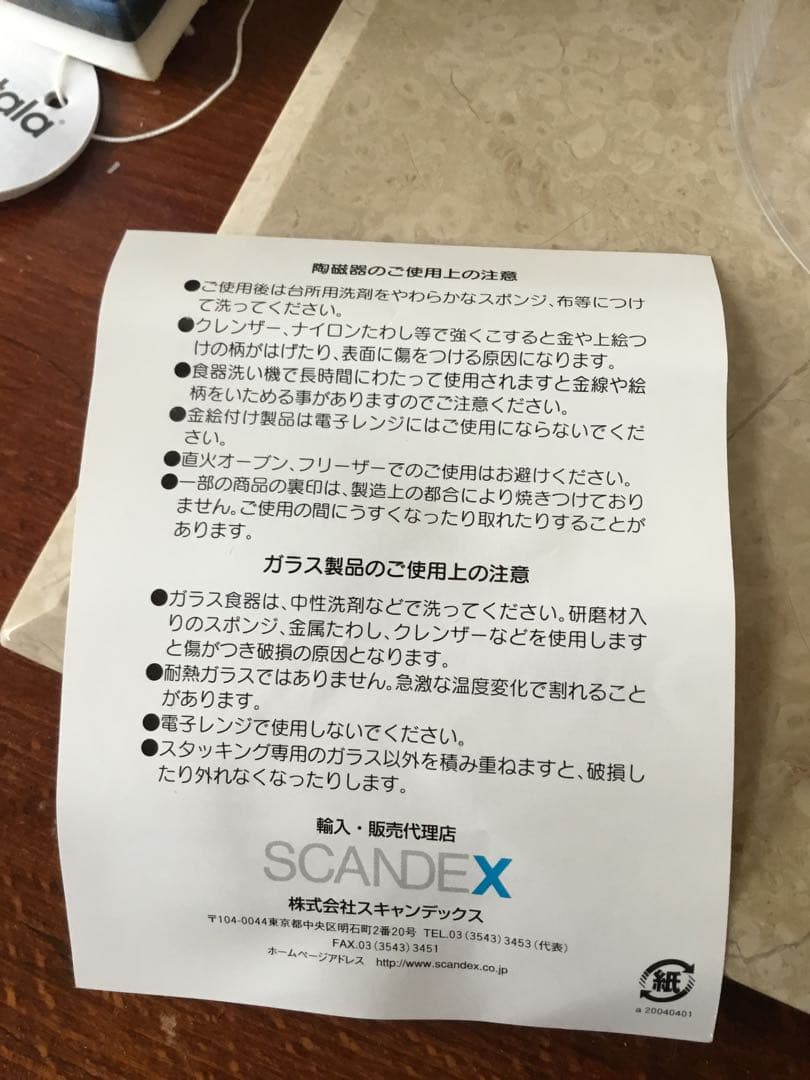 tala
陶磁器のご使用上の注意
●ご使用後は台所用洗剤をやわらかなスポンジ、布等につけ
て洗ってください。
●クレンザー、ナイロンたわし等で強くこすると金や上絵つ
けの柄がはげたり、表面に傷をつける原因になります。
●食器洗い機で長時間にわたって使用されますと金線や絵
柄をいためる事がありますのでご注意ください。
●金絵付け製品は電子レンジにはご使用にならないでくだ
さい。
●直火オーブン、フリーザーでのご使用はお避けください。
●一部の商品の裏印は、製造上の都合により焼きつけており
ません。ご使用の間にうすくなったり取れたりすることが
あります。
ガラス製品のご使用上の注意
●ガラス食器は、中性洗剤などで洗ってください。研磨材入
りのスポンジ、金属たわし、クレンザーなどを使用します
と傷がつき破損の原因となります。
●耐熱ガラスではありません。急激な温度変化で割れること
があります。
●電子レンジで使用しないでください。
●スタッキング専用のガラス以外を積み重ねますと、破損し
たり外れなくなったりします。
輸入・販売代理店
SCANDEX
株式会社スキャンデックス
〒104-0044東京都中央区明石町2番20号 TEL.03(3543)3453(代表)
FAX.03(3543)3451
ホームページアドレス http://www.scandex.co.jp
紙
a 20040401